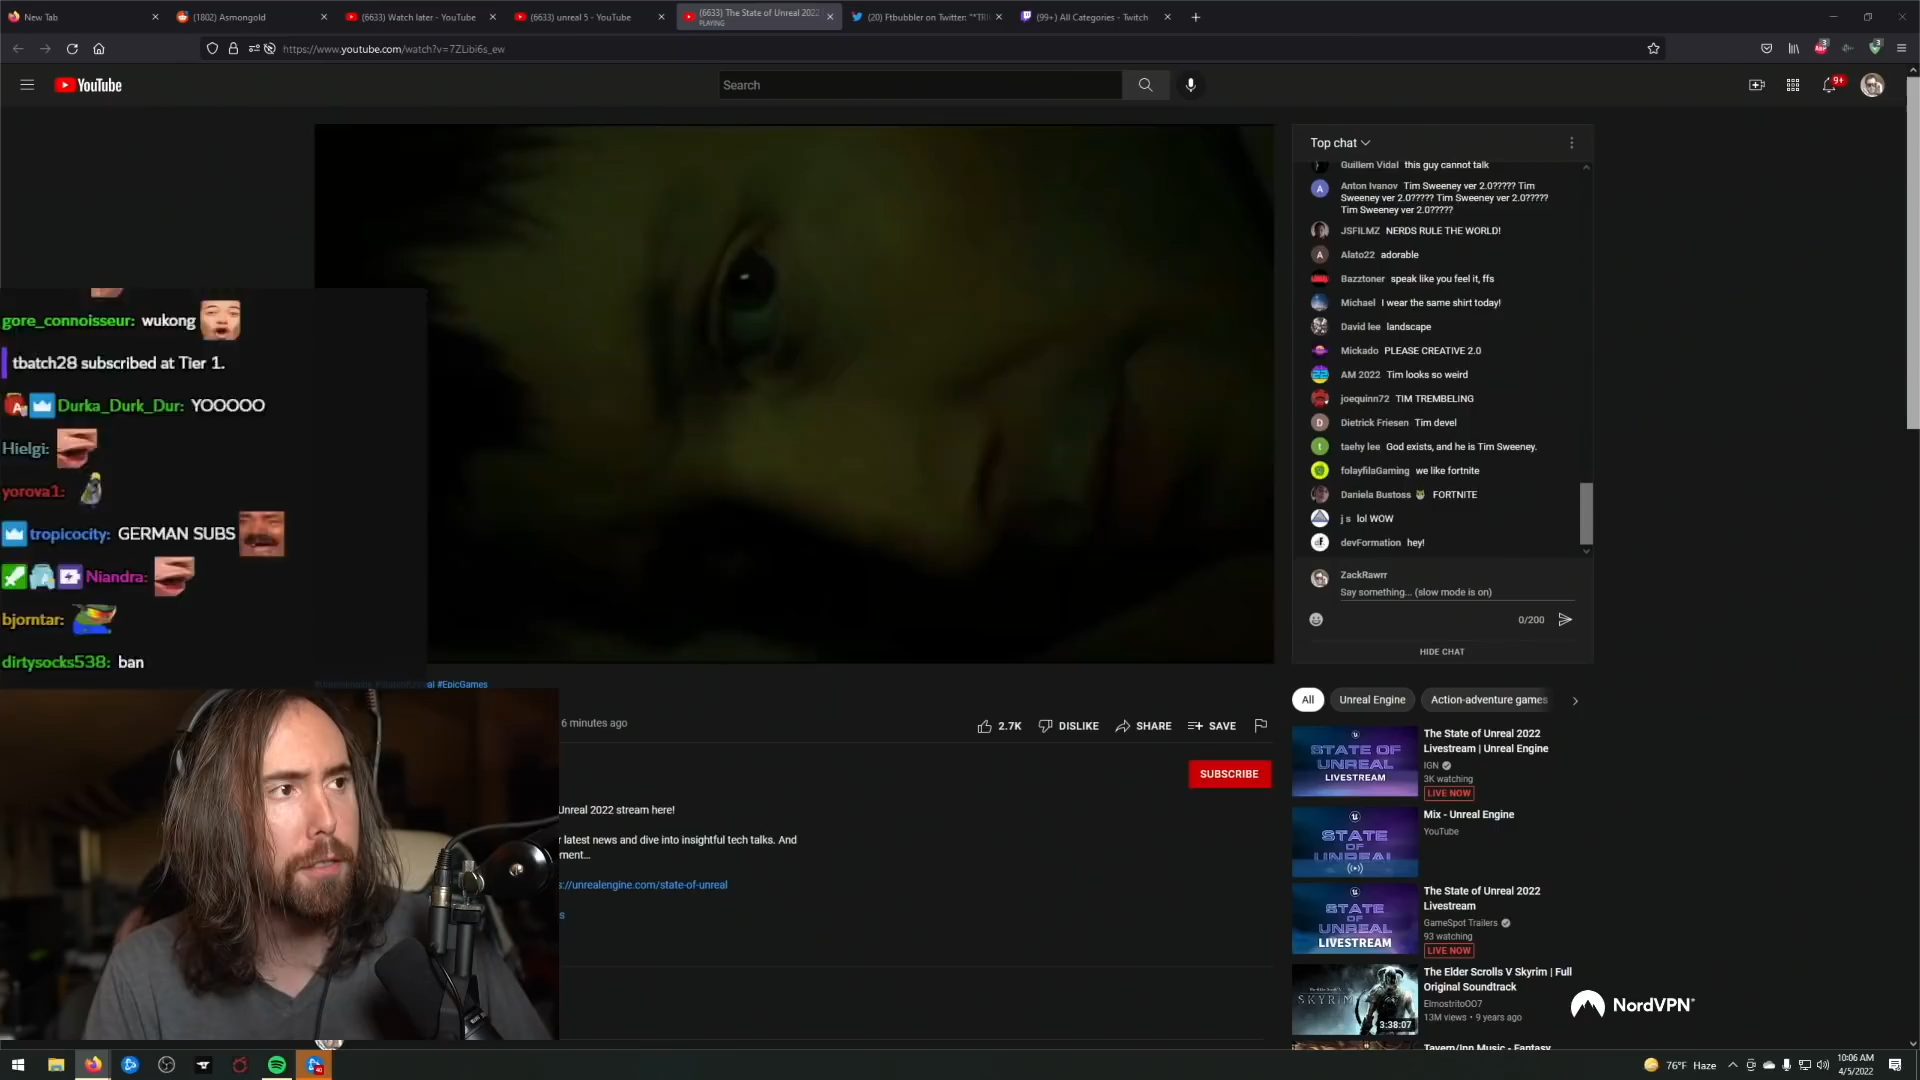 New Tab
(1802) Asmongold
(6633) Watch later - YouTube
(6633) unreal 5 - YouTube
(6633) The State of Unreal 2022
PLAYING
(20) Ftbubbler on Twitter:
(99+) All Categories - Twitch
https://www.youtube.com/watch?v=7ZLibi6s_ew
YouTube
Search
9+
Top chat
Guillem Vidal this guy cannot talk
Anton Ivanov Tim Sweeney ver 2.0????? Tim
Sweeney ver 2.0????? Tim Sweeney ver 2.0?????
Tim Sweeney ver 2.0?????
JSFILMZ NERDS RULE THE WORLD!
Alato22 adorable
Bazztoner speak like you feel it, ffs
Michael I wear the same shirt today!
David lee landscape
Mickado PLEASE CREATIVE 2.0
AM 2022 Tim looks so weird
joequinn72 TIM TREMBELING
Dietrick Friesen Tim devel
taehy lee God exists, and he is Tim Sweeney.
folayfilaGaming we like fortnite
Daniela Bustoss FORTNITE
j s lol WOW
devFormation hey!
ZackRawrr
Say something... (slow mode is on)
0/200
HIDE CHAT
gore_connoisseur: wukong
tbatch28 subscribed at Tier 1.
Durka_Durk_Dur: YOOOOO
Hielgi:
yorova1:
tropicocity: GERMAN SUBS
Niandra:
bjorntar:
dirtysocks538: ban
#EpicGames
6 minutes ago
2.7K
DISLIKE
SHARE
SAVE
SUBSCRIBE
Unreal 2022 stream here!
latest news and dive into insightful tech talks. And
ment...
s://unrealengine.com/state-of-unreal
All
Unreal Engine
Action-adventure games
STATE OF
UNREAL
LIVESTREAM
The State of Unreal 2022
Livestream | Unreal Engine
IGN
3K watching
LIVE NOW
STATE
OF
UNREAL
Mix - Unreal Engine
YouTube
STATE
OF
UNREAL
LIVESTREAM
The State of Unreal 2022
Livestream
GameSpot Trailers
93 watching
LIVE NOW
SKYRIM
3:38:07
The Elder Scrolls V Skyrim | Full
Original Soundtrack
Elmostrito007
13M views • 9 years ago
Tavern/Inn Music - Fantasy
NordVPN
76°F Haze
10:06 AM
4/5/2022